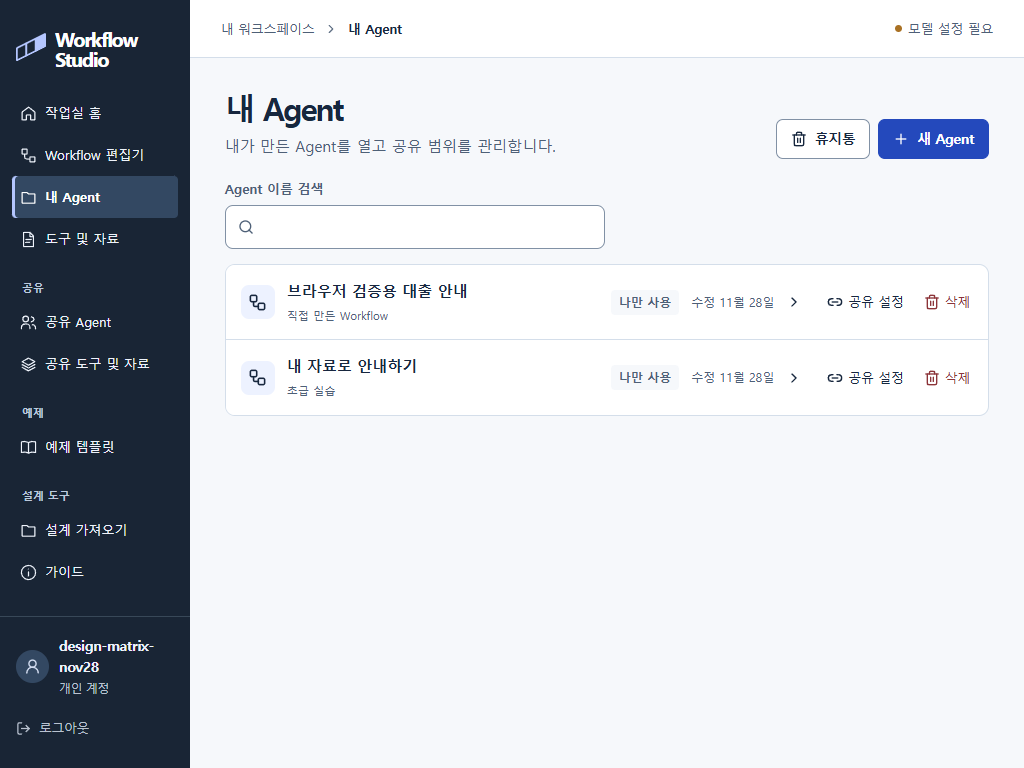 Workflow
Studio
작업실 홈
Workflow 편집기
내 Agent
도구 및 자료
공유
공유 Agent
공유 도구 및 자료
예제
예제 템플릿
설계 도구
설계 가져오기
가이드
design-matrix-
nov28
개인 계정
로그아웃
내 워크스페이스 > 내 Agent
모델 설정 필요
내 Agent
내가 만든 Agent를 열고 공유 범위를 관리합니다.
휴지통
+ 새 Agent
Agent 이름 검색
브라우저 검증용 대출 안내
직접 만든 Workflow
나만 사용 수정 11월 28일 > 공유 설정 삭제
내 자료로 안내하기
초급 실습
나만 사용 수정 11월 28일 > 공유 설정 삭제